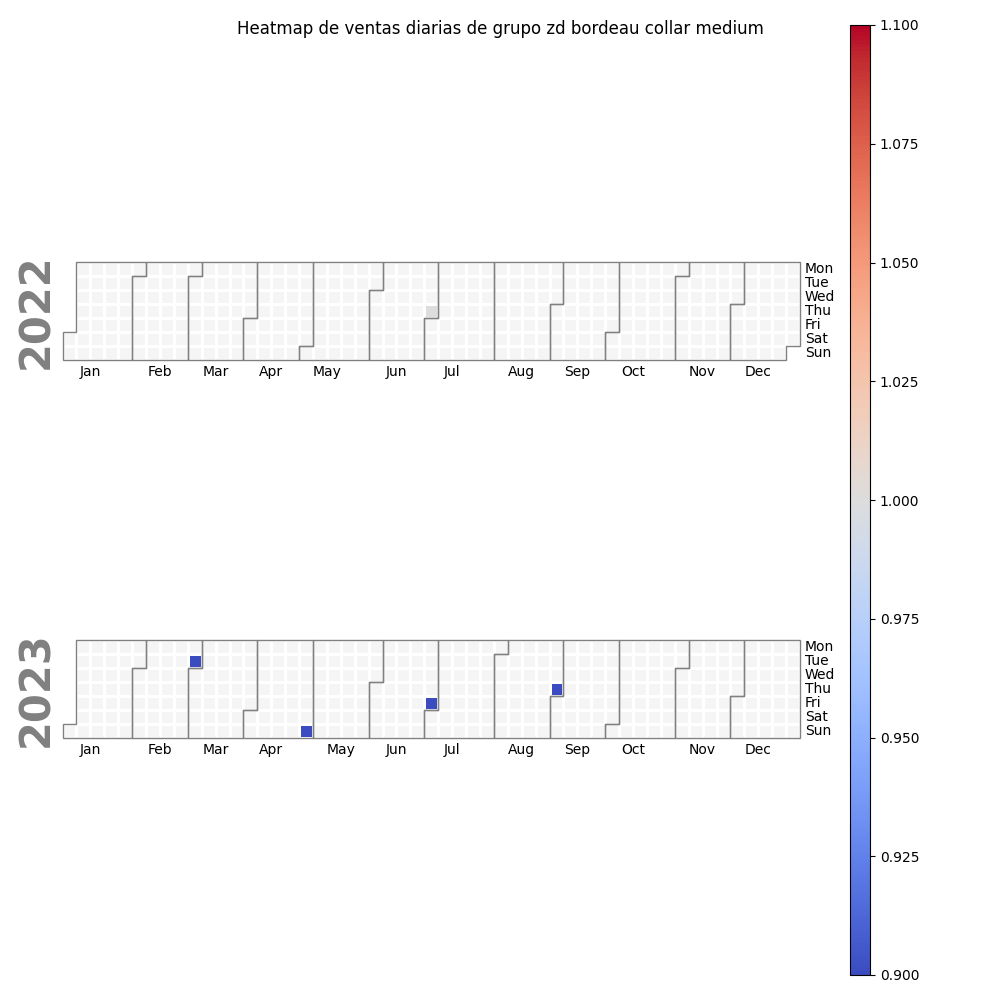 Heatmap de ventas diarias de grupo zd bordeau collar medium
2022
Mon
Tue
Wed
Thu
Fri
Sat
Sun
Jan Feb Mar Apr May Jun Jul Aug Sep Oct Nov Dec
2023
Mon
Tue
Wed
Thu
Fri
Sat
Sun
Jan Feb Mar Apr May Jun Jul Aug Sep Oct Nov Dec
1.100
1.075
1.050
1.025
1.000
0.975
0.950
0.925
0.900